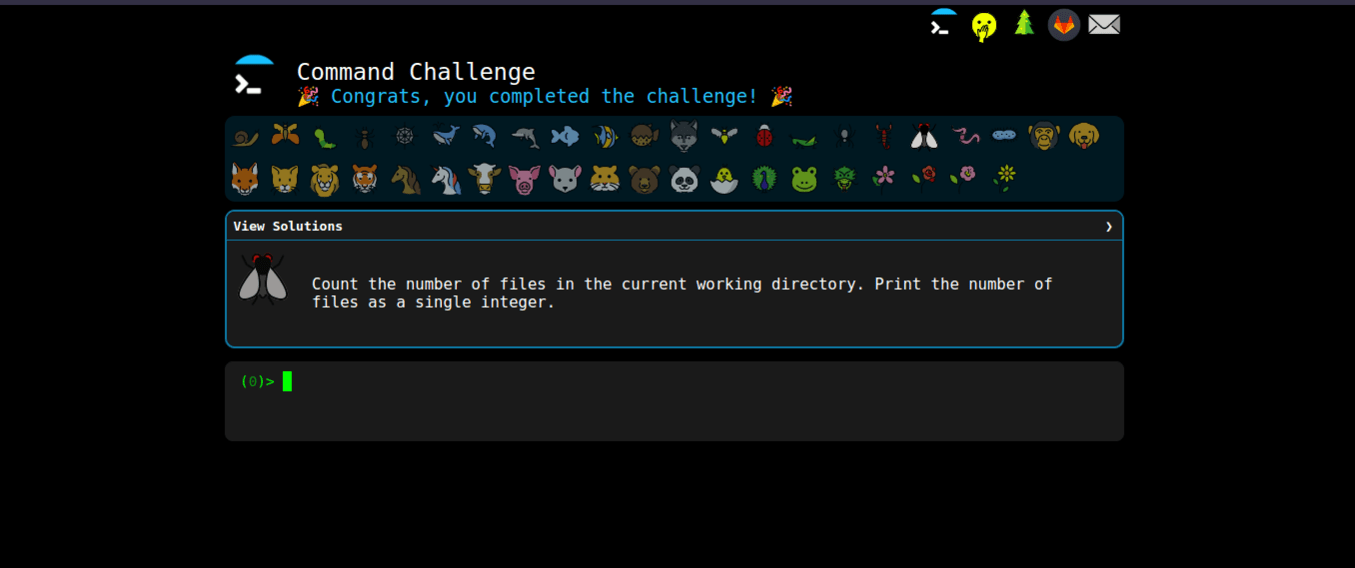 Command Challenge
🎉 Congrats, you completed the challenge! 🎉
View Solutions ❯
Count the number of files in the current working directory. Print the number of
files as a single integer.
(0)>